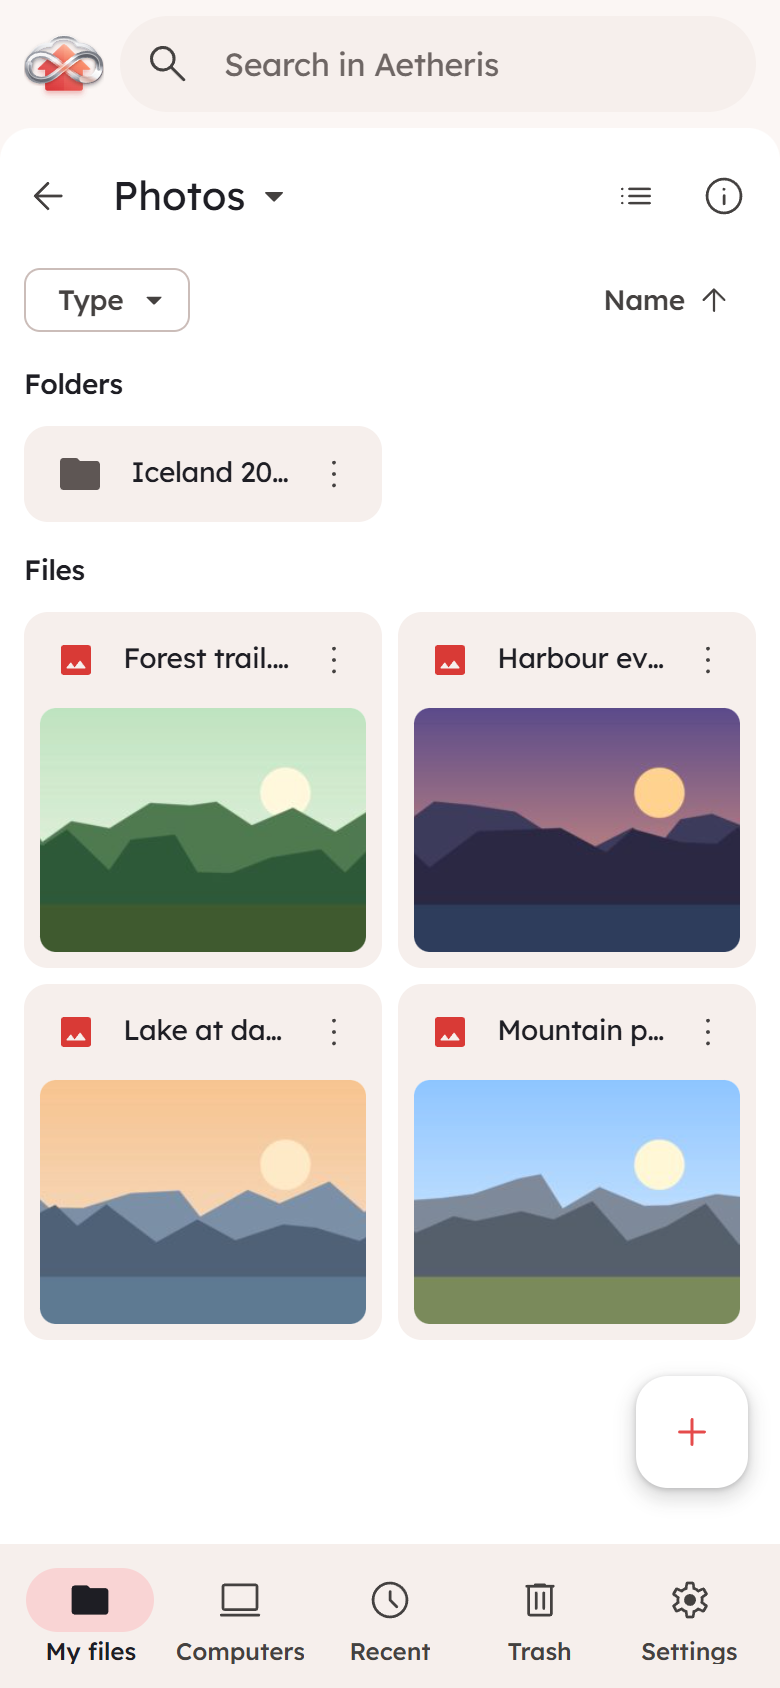 Search in Aetheris
Photos
Type
Name
Folders
Iceland 20...
Files
Forest trail....
Harbour ev...
Lake at da...
Mountain p...
My files
Computers
Recent
Trash
Settings